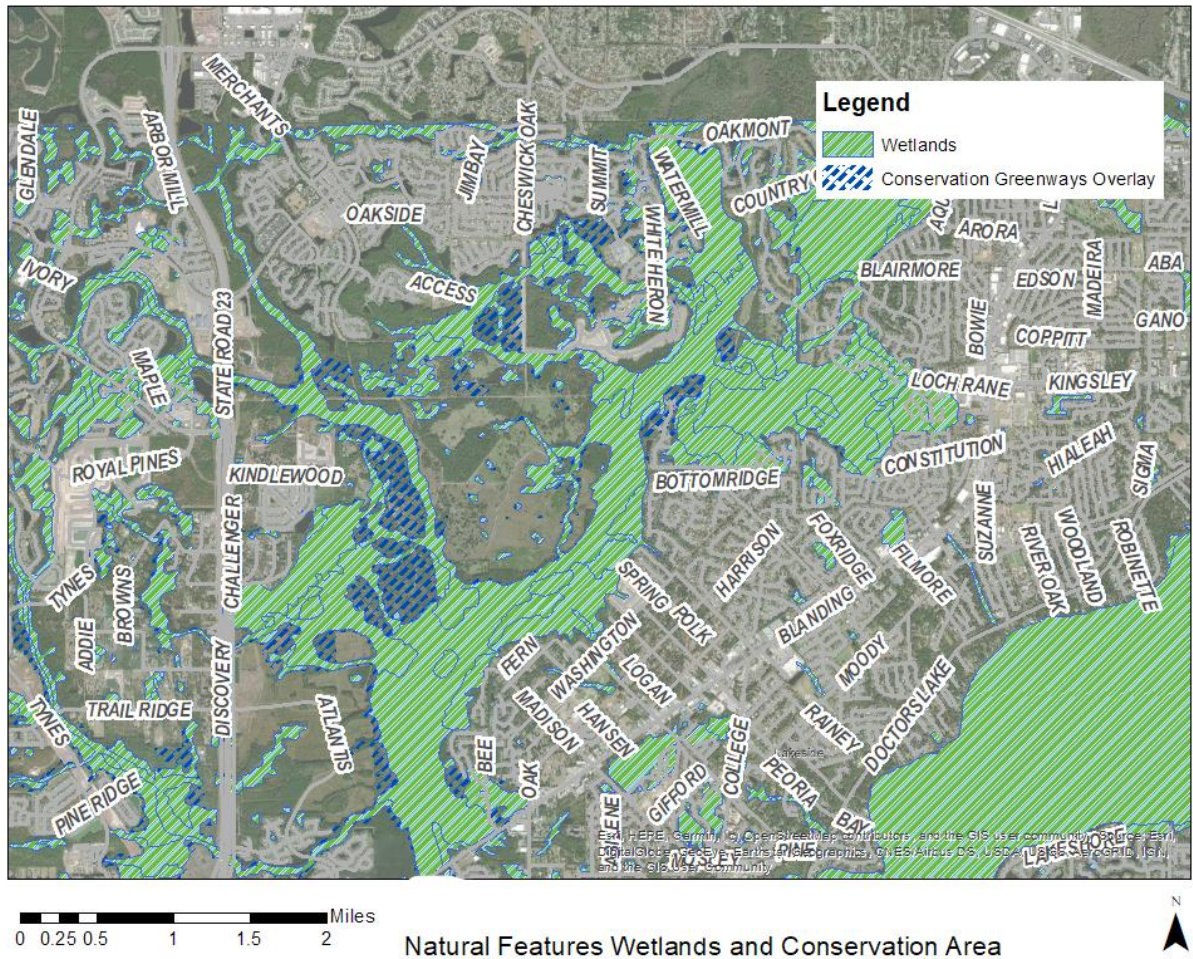 MERCHANTS
Legend
Wetlands
Conservation Greenways Overlay
GLENDALE
ARBOR MILL
JIMBAY
CHESWICK OAK
SUMMIT
WATERMILL
OAKMONT
COUNTRY
OAKSIDE
WHITE HERON
ARORA
IVORY
ACCESS
BLAIRMORE
EDSON
MADEIRA
ABA
GANO
STATE ROAD 23
MAPLE
BOWIE
COPPITT
LOCH RANE
KINGSLEY
ROYAL PINES
KINDLEWOOD
BOTTOMRIDGE
CONSTITUTION
HIALEAH
SIGMA
CHALLENGER
TYNES
BROWNS
ADDIE
SPRING
POLK
HARRISON
FOXRIDGE
FILMORE
SUZANNE
RIVER OAK
WOODLAND
ROBINETTE
BLANDING
FERN
WASHINGTON
LOGAN
MOODY
DISCOVERY
TYNES
TRAIL RIDGE
ATLANTIS
MADISON
HANSEN
RAINEY
DOCTORS LAKE
Lakeside
BEE
OAK
COLLEGE
PEORIA
GIFFORD
PINE RIDGE
BAY
PINE
Miles
0 0.25 0.5 1 1.5 2
N
Natural Features Wetlands and Conservation Area